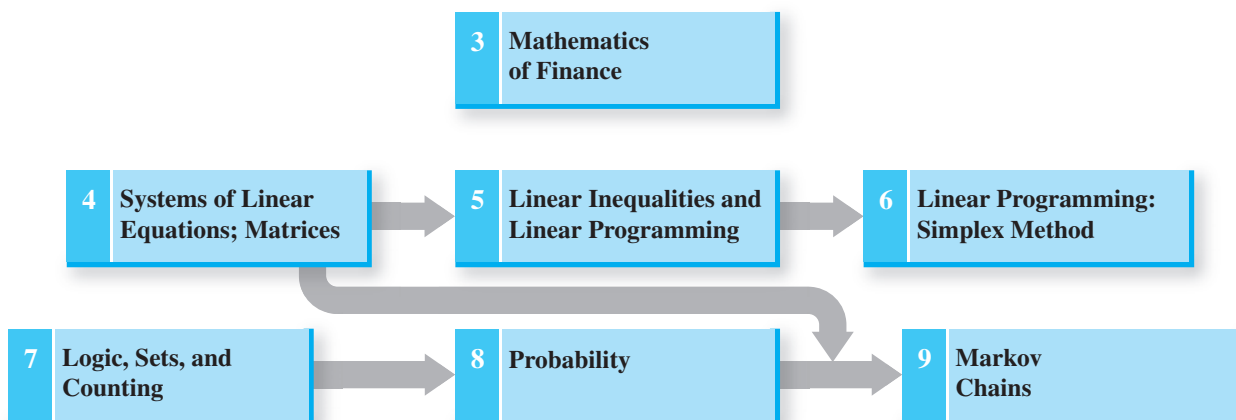 3 Mathematics
of Finance
4 Systems of Linear
Equations; Matrices
5 Linear Inequalities and
Linear Programming
6 Linear Programming:
Simplex Method
7 Logic, Sets, and
Counting
8 Probability
9 Markov
Chains